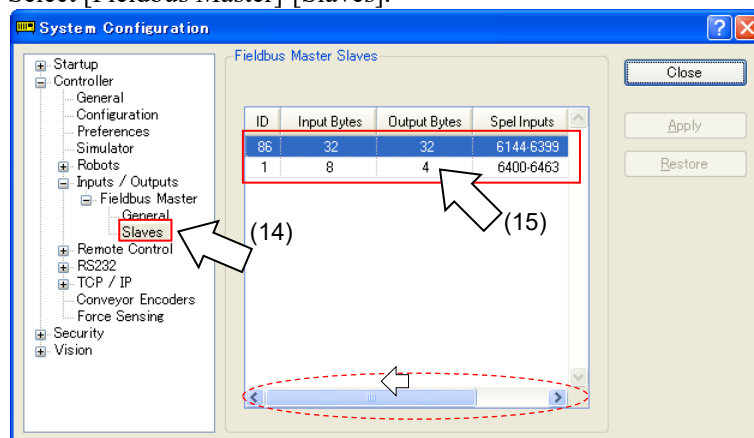 Select [Fieldbus Master]-[Slaves].
System Configuration
Startup
Controller
General
Configuration
Preferences
Simulator
Robots
Inputs / Outputs
Fieldbus Master
General
Slaves
Remote Control
RS232
TCP / IP
Conveyor Encoders
Force Sensing
Security
Vision
(14)
Fieldbus Master Slaves
ID Input Bytes Output Bytes Spel Inputs
86 32 32 6144-6399
1 8 4 6400-6463
(15)
Close
Apply
Restore